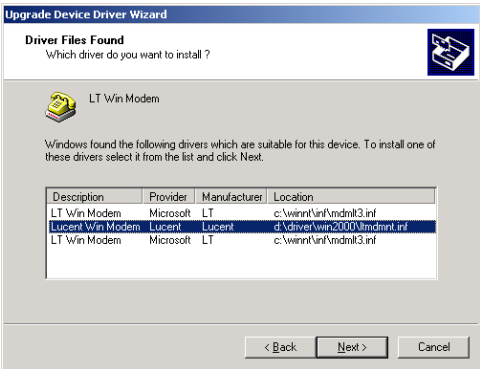 Upgrade Device Driver Wizard
Driver Files Found
Which driver do you want to install ?
LT Win Modem
Windows found the following drivers which are suitable for this device. To install one of
these drivers select it from the list and click Next.
Description Provider Manufacturer Location
LT Win Modem Microsoft LT c:\winnt\inf\mdmlt3.inf
Lucent Win Modem Lucent Lucent d:\driver\win2000\ltmdmnt.inf
LT Win Modem Microsoft LT c:\winnt\inf\mdmlt3.inf
< Back Next > Cancel